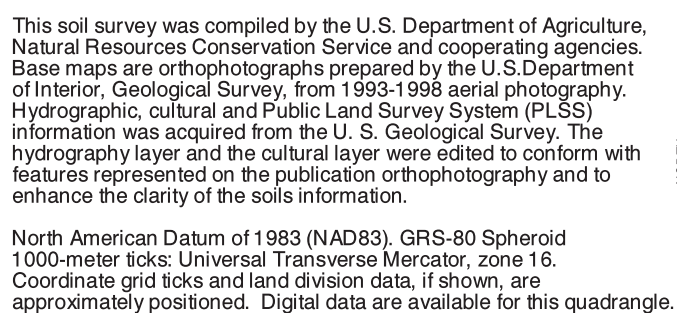 This soil survey was compiled by the U.S. Department of Agriculture,
Natural Resources Conservation Service and cooperating agencies.
Base maps are orthophotographs prepared by the U.S.Department
of Interior, Geological Survey, from 1993-1998 aerial photography.
Hydrographic, cultural and Public Land Survey System (PLSS)
information was acquired from the U. S. Geological Survey. The
hydrography layer and the cultural layer were edited to conform with
features represented on the publication orthophotography and to
enhance the clarity of the soils information.

North American Datum of 1983 (NAD83). GRS-80 Spheroid
1000-meter ticks: Universal Transverse Mercator, zone 16.
Coordinate grid ticks and land division data, if shown, are
approximately positioned. Digital data are available for this quadrangle.